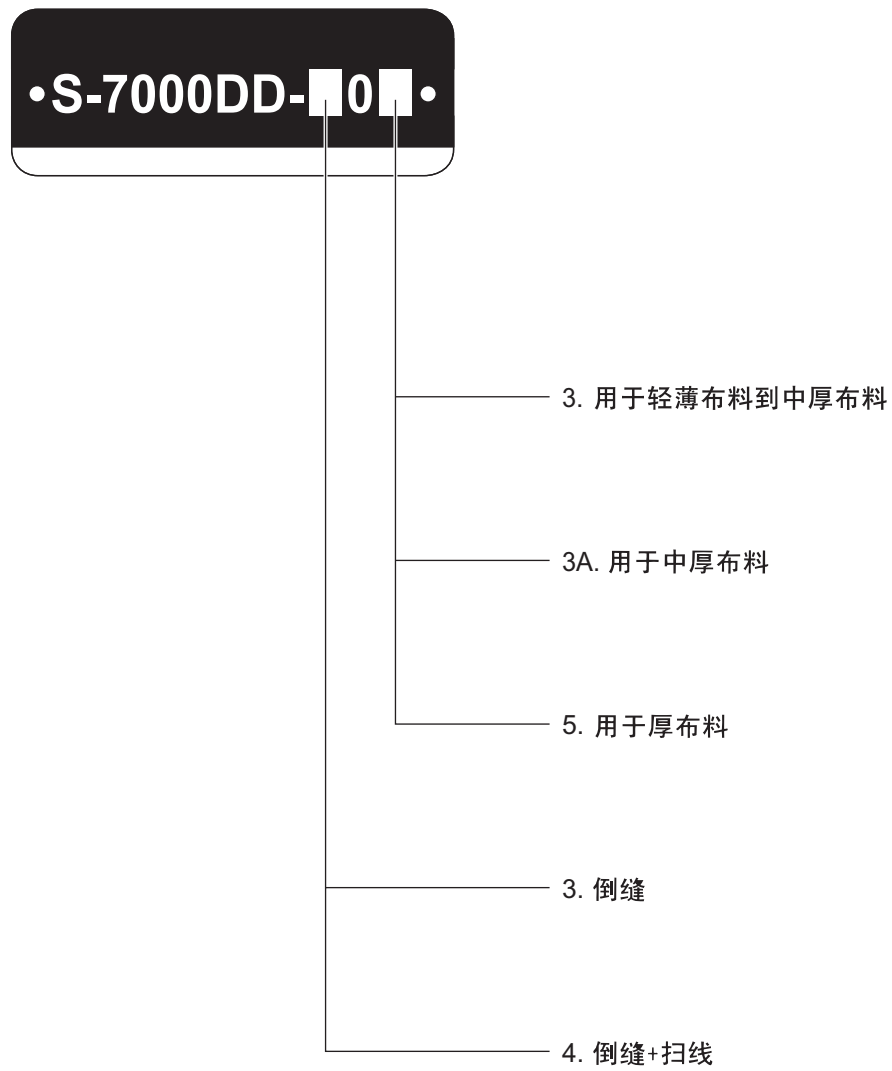 •S-7000DD-■0■•
3. 用于轻薄布料到中厚布料
3A. 用于中厚布料
5. 用于厚布料
3. 倒缝
4. 倒缝+扫线